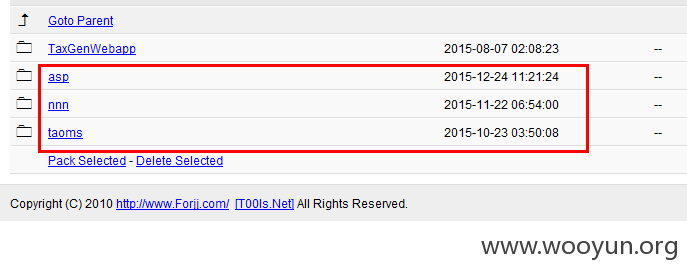 Goto Parent
TaxGenWebapp 2015-08-07 02:08:23 --
asp 2015-12-24 11:21:24 --
nnn 2015-11-22 06:54:00 --
taoms 2015-10-23 03:50:08 --
Pack Selected - Delete Selected
Copyright (C) 2010 http://www.Forjj.com/ [T00ls.Net] All Rights Reserved.
www.wooyun.org